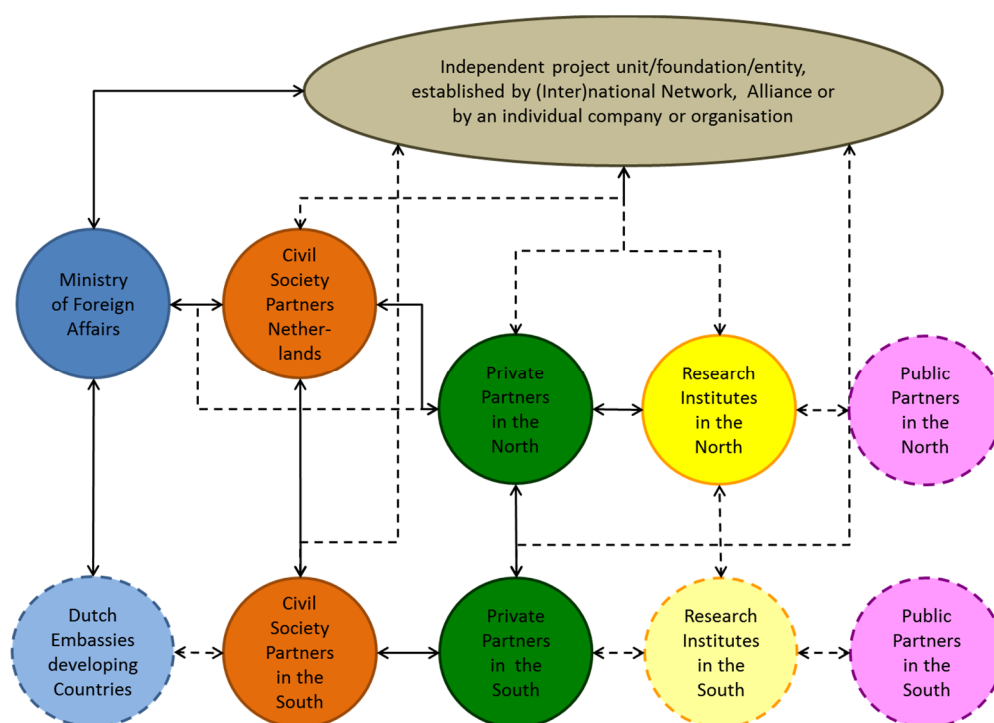 Independent project unit/foundation/entity,
established by (Inter)national Network, Alliance or
by an individual company or organisation
Ministry
of Foreign
Affairs
Civil
Society
Partners
Nether-
lands
Private
Partners
in the
North
Research
Institutes
in the
North
Public
Partners
in the
North
Dutch
Embassies
developing
Countries
Civil
Society
Partners
in the
South
Private
Partners
in the
South
Research
Institutes
in the
South
Public
Partners
in the
South